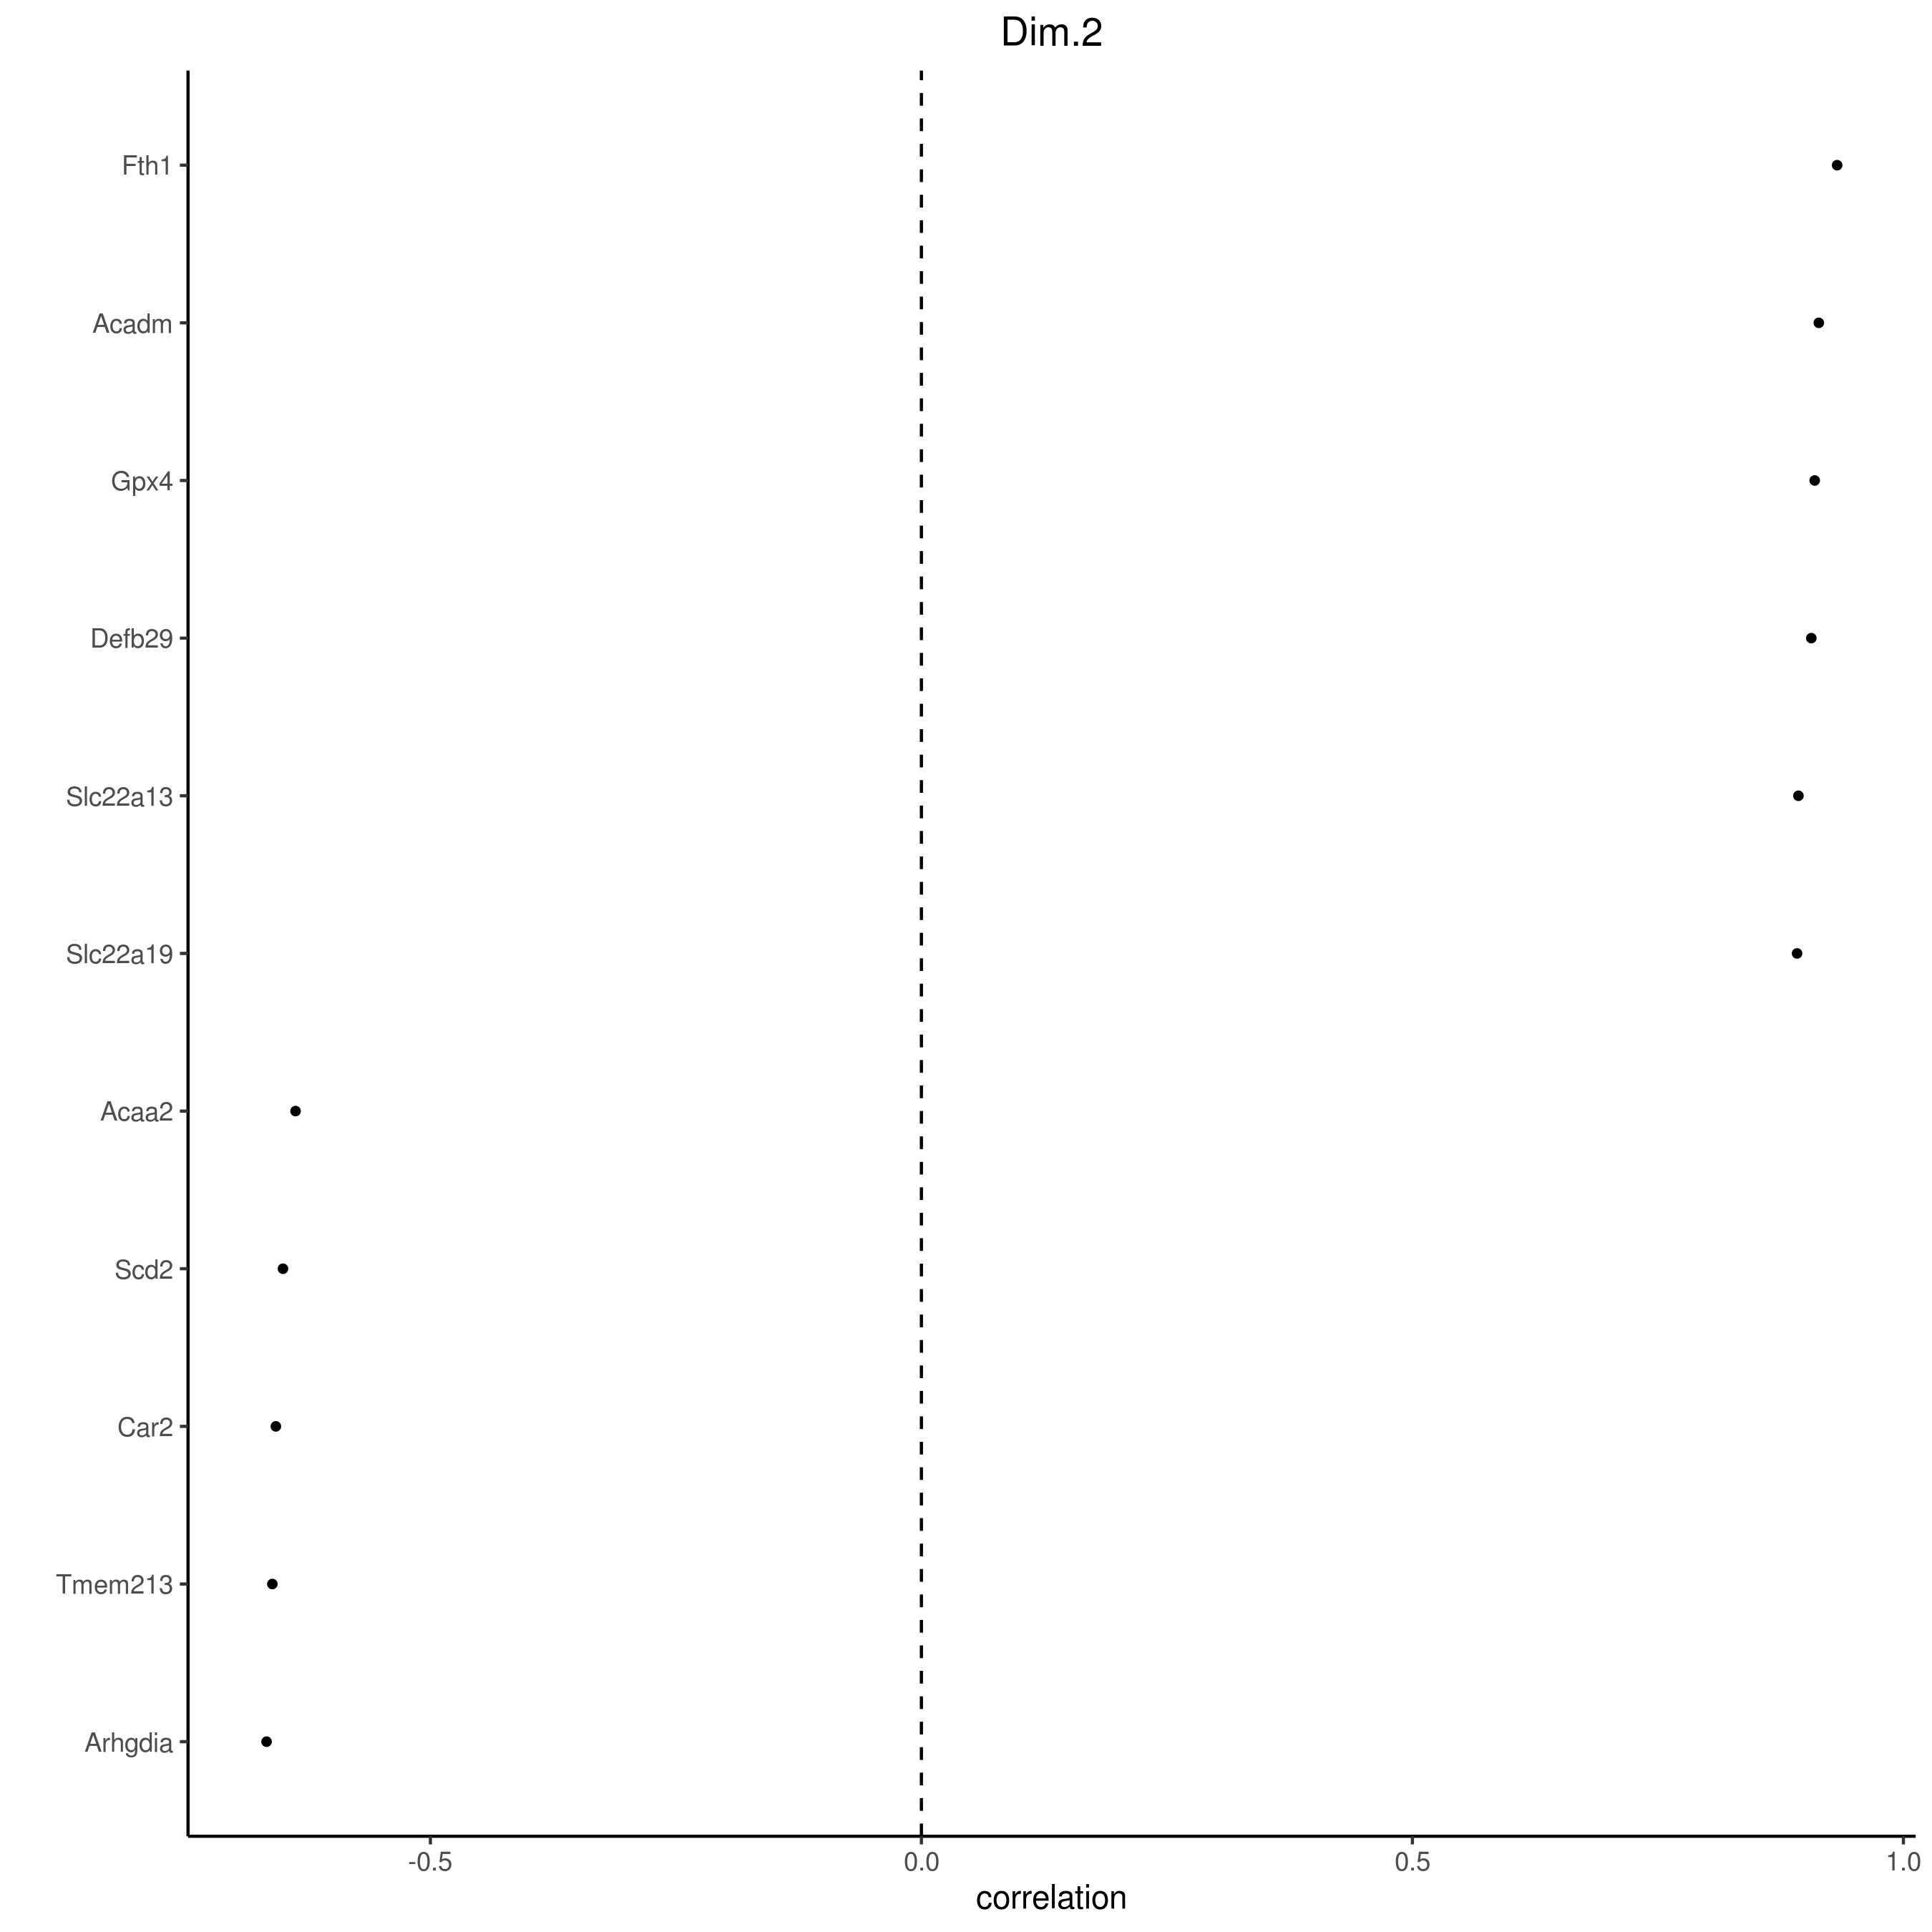 Dim.2
Fth1
Acadm
Gpx4
Defb29
Slc22a13
Slc22a19
Acaa2
Scd2
Car2
Tmem213
Arhgdia
-0.5 0.0 0.5 1.0
correlation